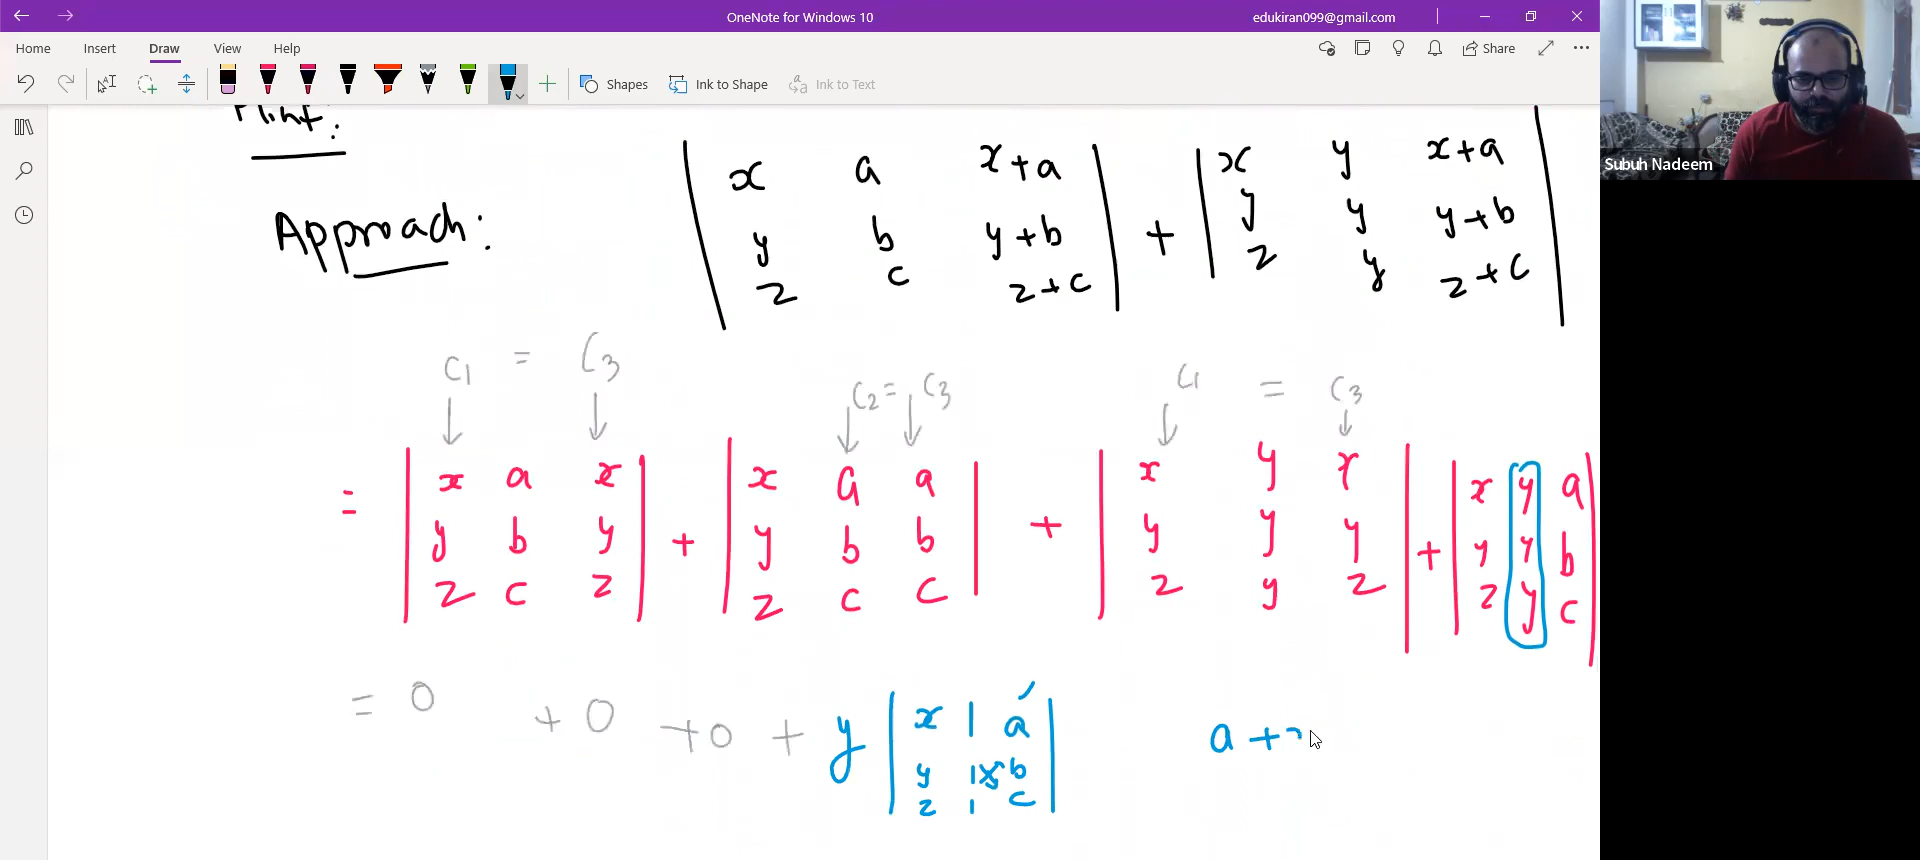 OneNote for Windows 10
edukiran099@gmail.com
Home Insert Draw View Help
Share
Shapes
Ink to Shape
Ink to Text
Subuh Nadeem
Hint:
Approach:
| x a x+a | + | x y x+a |
| y b y+b | | y y y+b |
| z c z+c | | z y z+c |
C1 = C3 C2 = C3 C1 = C3
= | x a x | + | x a a | + | x y x | + | x y a |
| y b y | | y b b | | y y y | | y y b |
| z c z | | z c c | | z y z | | z y c |
= 0 + 0 + 0 + y | x 1 a | a +
| y 1 b |
| z 1 c |